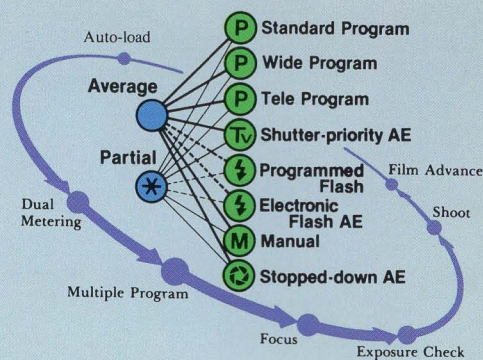 Auto-load
Average
Partial
P Standard Program
P Wide Program
P Tele Program
Tv Shutter-priority AE
Programmed
Flash
Electronic
Flash AE
M Manual
Stopped-down AE
Film Advance
Shoot
Dual
Metering
Multiple Program
Focus
Exposure Check